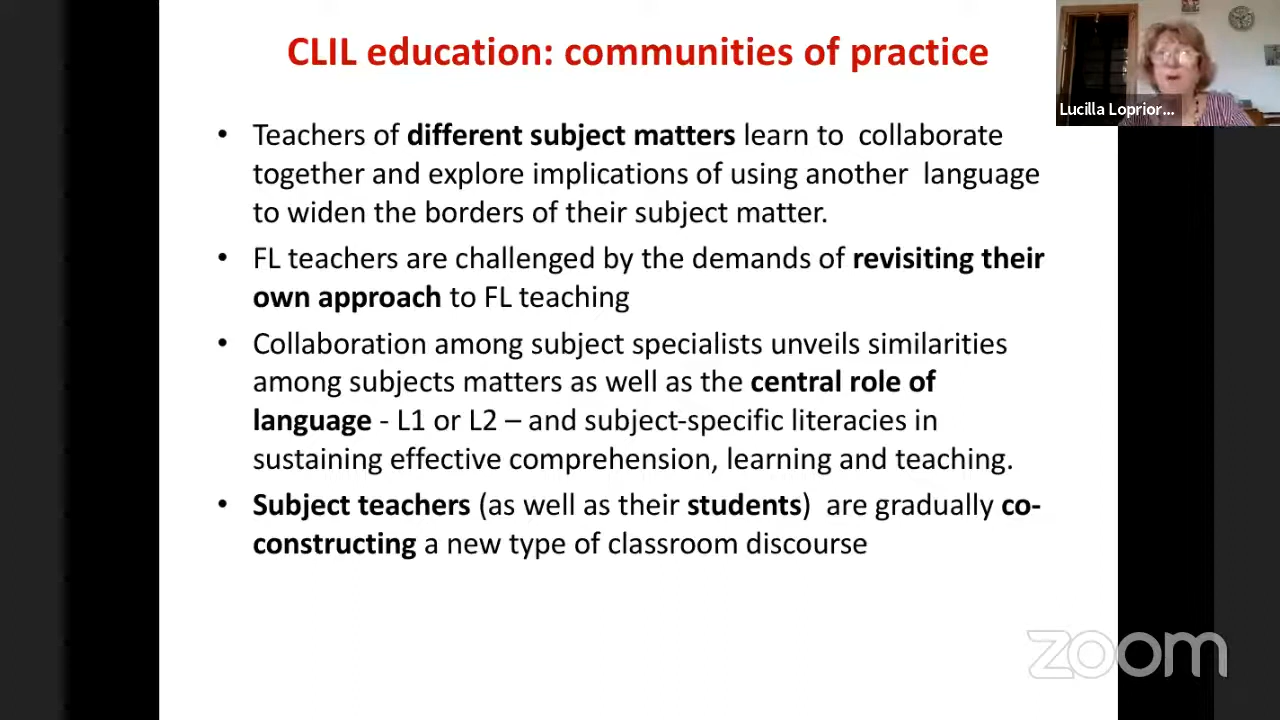 CLIL education: communities of practice
Lucilla Loprior...
• Teachers of different subject matters learn to collaborate
together and explore implications of using another language
to widen the borders of their subject matter.
• FL teachers are challenged by the demands of revisiting their
own approach to FL teaching
• Collaboration among subject specialists unveils similarities
among subjects matters as well as the central role of
language - L1 or L2 – and subject-specific literacies in
sustaining effective comprehension, learning and teaching.
• Subject teachers (as well as their students) are gradually co-
constructing a new type of classroom discourse
zoom